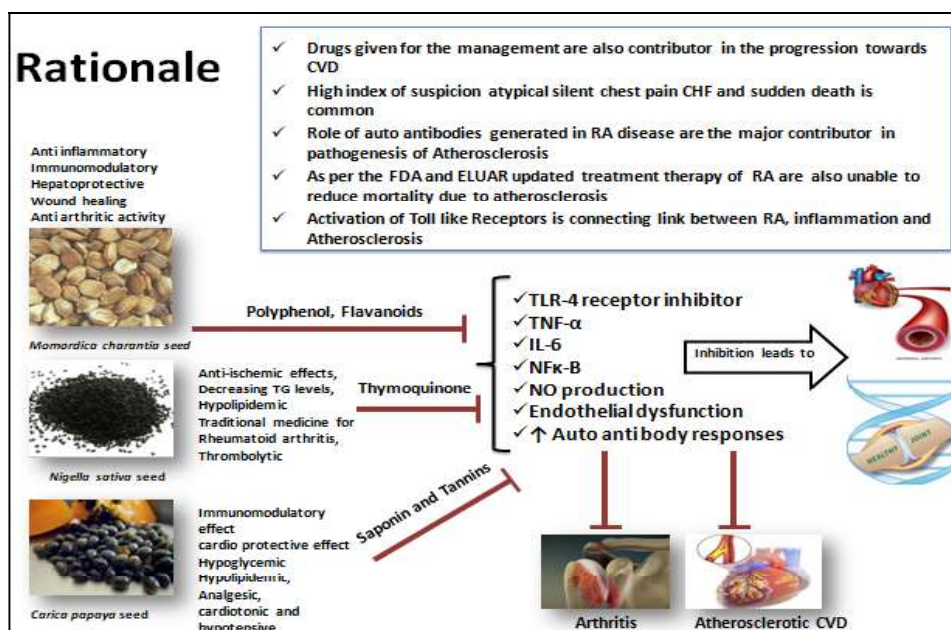 Rationale
✓ Drugs given for the management are also contributor in the progression towards
CVD
✓ High index of suspicion atypical silent chest pain CHF and sudden death is
common
✓ Role of auto antibodies generated in RA disease are the major contributor in
pathogenesis of Atherosclerosis
✓ As per the FDA and ELUAR updated treatment therapy of RA are also unable to
reduce mortality due to atherosclerosis
✓ Activation of Toll like Receptors is connecting link between RA, inflammation and
Atherosclerosis
Anti inflammatory
Immunomodulatory
Hepatoprotective
Wound healing
Anti arthritic activity
Momordica charantia seed
Polyphenol, Flavanoids
Anti-ischemic effects,
Decreasing TG levels,
Hypolipidemic
Traditional medicine for
Rheumatoid arthritis,
Thrombolytic
Nigella sativa seed
Thymoquinone
Immunomodulatory
effect
cardio protective effect
Hypoglycemic
Hypolipidemic,
Analgesic,
cardiotonic and
hypotensive
Carica papaya seed
Saponin and Tannins
✓TLR-4 receptor inhibitor
✓TNF-α
✓IL-6
✓NFκ-B
✓NO production
✓Endothelial dysfunction
✓↑ Auto antibody responses
Inhibition leads to
HEALTHY JOINT
Arthritis
Atherosclerotic CVD